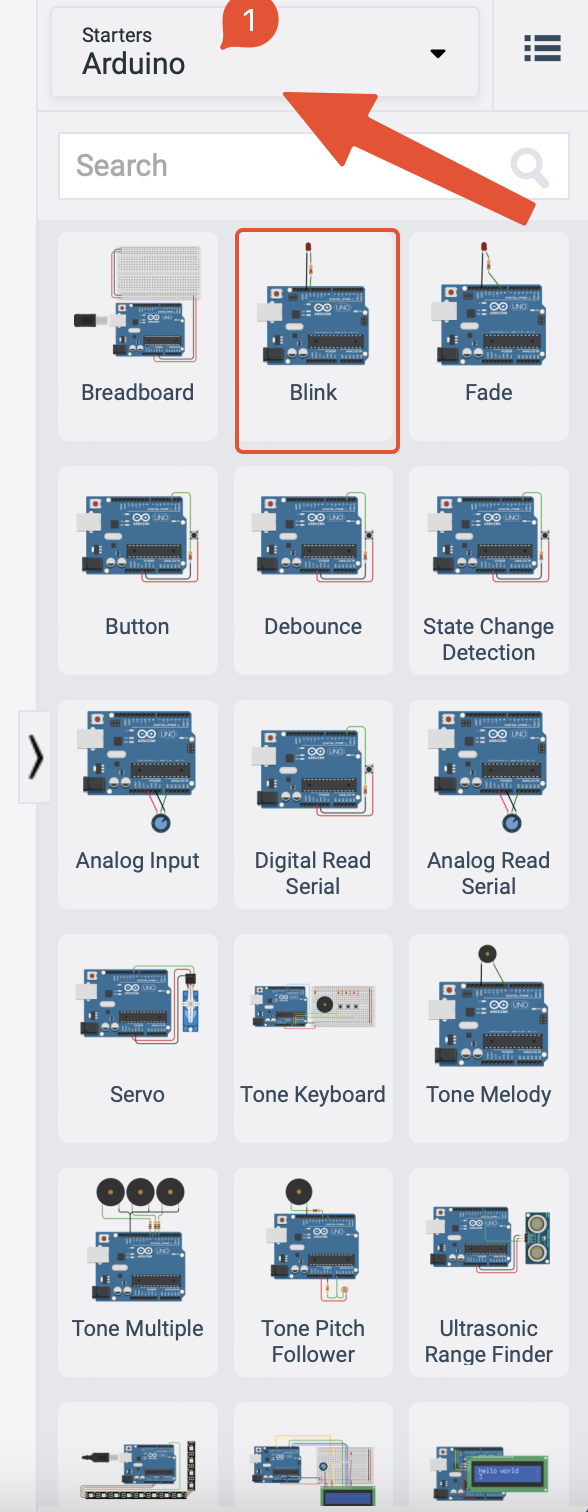 1
Starters
Arduino
Search
Breadboard
Blink
Fade
Button
Debounce
State Change
Detection
Analog Input
Digital Read
Serial
Analog Read
Serial
Servo
Tone Keyboard
Tone Melody
Tone Multiple
Tone Pitch
Follower
Ultrasonic
Range Finder
hello world